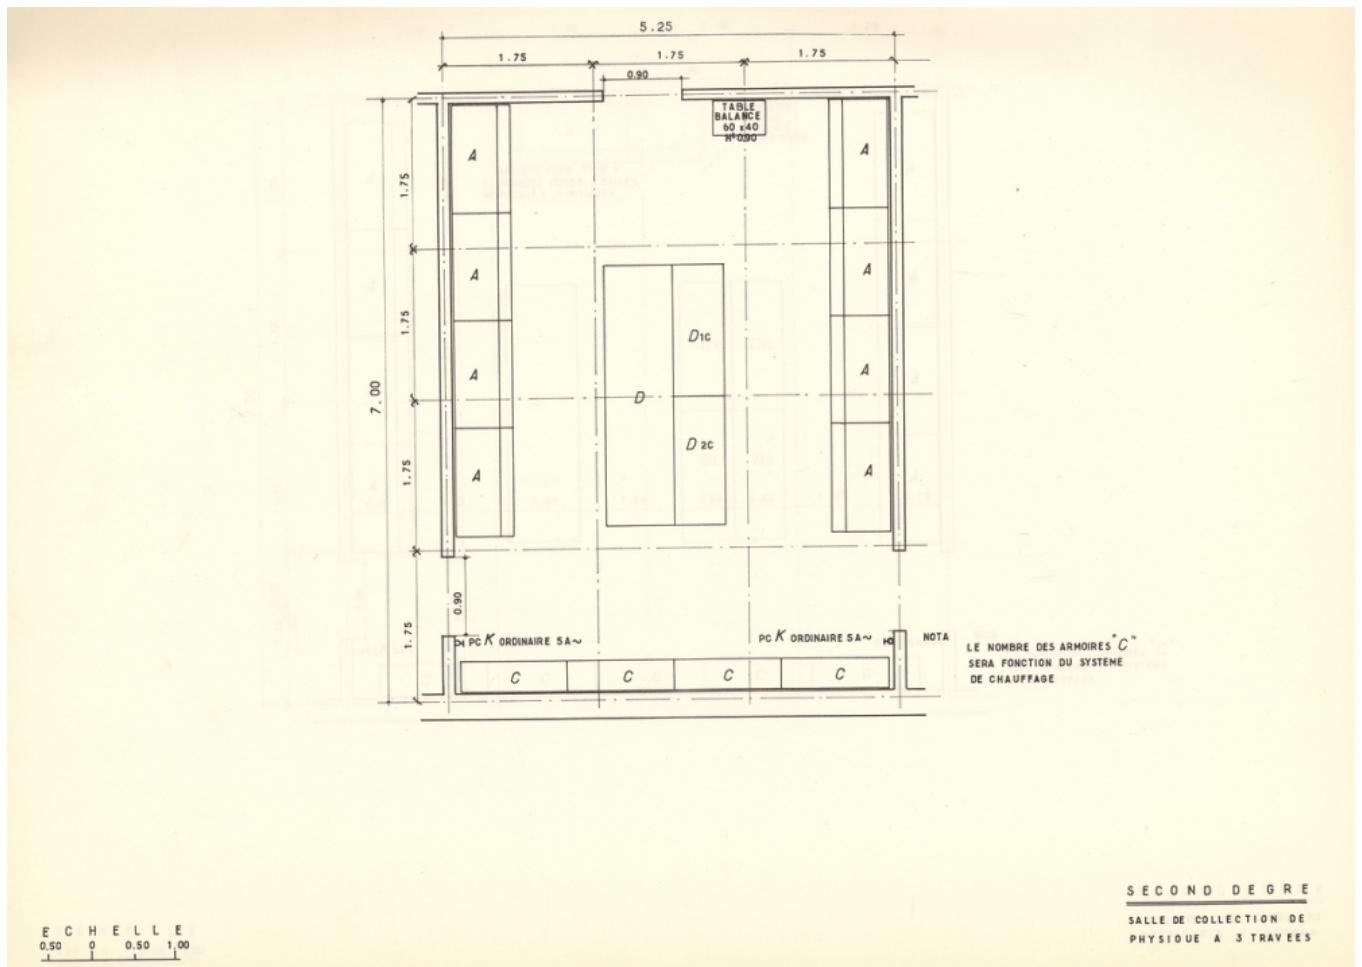 5.25
1.75
1.75
1.75
0.90
TABLE
BALANCE
60 x 40
Hr 0.90
A
A
1.75
A
A
1.75
D1C
7.00
A
A
D
D 2C
1.75
A
A
0.90
1.75
PC K ORDINAIRE 5A~
PC K ORDINAIRE 5A~
NOTA
LE NOMBRE DES ARMOIRES "C"
SERA FONCTION DU SYSTEME
DE CHAUFFAGE
C
C
C
C
SECOND DEGRE
SALLE DE COLLECTION DE
PHYSIQUE A 3 TRAVEES
ECHELLE
0.50 0 0.50 1,00